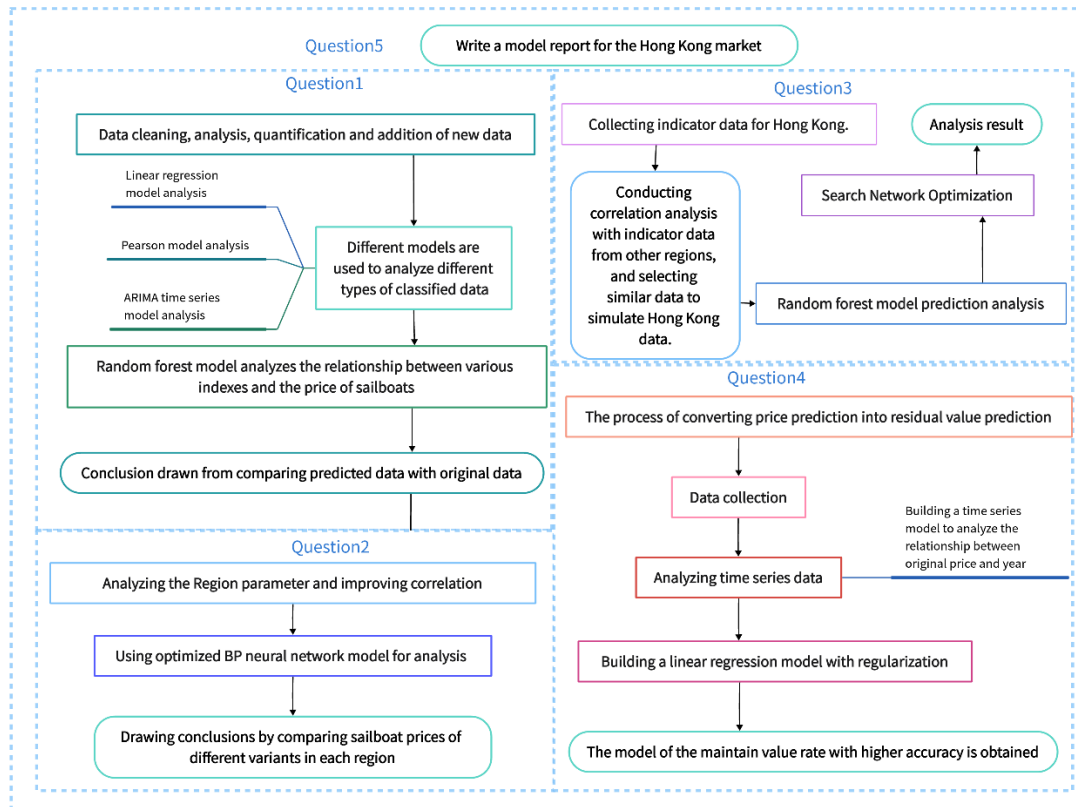 Question5
Write a model report for the Hong Kong market
Question1
Data cleaning, analysis, quantification and addition of new data
Linear regression
model analysis
Pearson model analysis
ARIMA time series
model analysis
Different models are
used to analyze different
types of classified data
Random forest model analyzes the relationship between various
indexes and the price of sailboats
Conclusion drawn from comparing predicted data with original data
Question2
Analyzing the Region parameter and improving correlation
Using optimized BP neural network model for analysis
Drawing conclusions by comparing sailboat prices of
different variants in each region
Question3
Collecting indicator data for Hong Kong.
Conducting
correlation analysis
with indicator data
from other regions,
and selecting
similar data to
simulate Hong Kong
data.
Random forest model prediction analysis
Search Network Optimization
Analysis result
Question4
The process of converting price prediction into residual value prediction
Data collection
Analyzing time series data
Building a time series
model to analyze the
relationship between
original price and year
Building a linear regression model with regularization
The model of the maintain value rate with higher accuracy is obtained